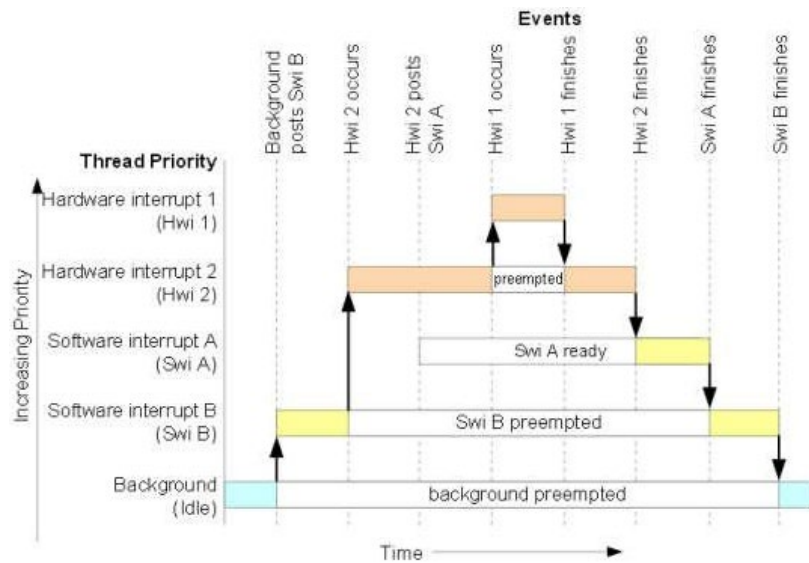 Events
Background
posts Swi B
Hwi 2 occurs
Hwi 2 posts
Swi A
Hwi 1 occurs
Hwi 1 finishes
Hwi 2 finishes
Swi A finishes
Swi B finishes
Thread Priority
Increasing Priority
Hardware interrupt 1
(Hwi 1)
Hardware interrupt 2
(Hwi 2)
preempted
Software interrupt A
(Swi A)
Swi A ready
Software interrupt B
(Swi B)
Swi B preempted
Background
(Idle)
background preempted
Time